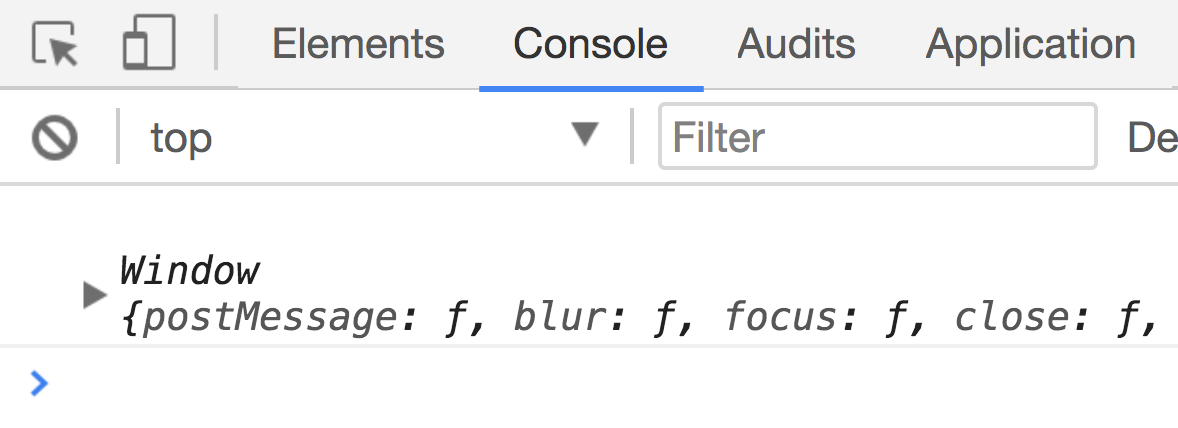 Elements Console Audits Application
top Filter De
Window
{postMessage: ƒ, blur: ƒ, focus: ƒ, close: ƒ,